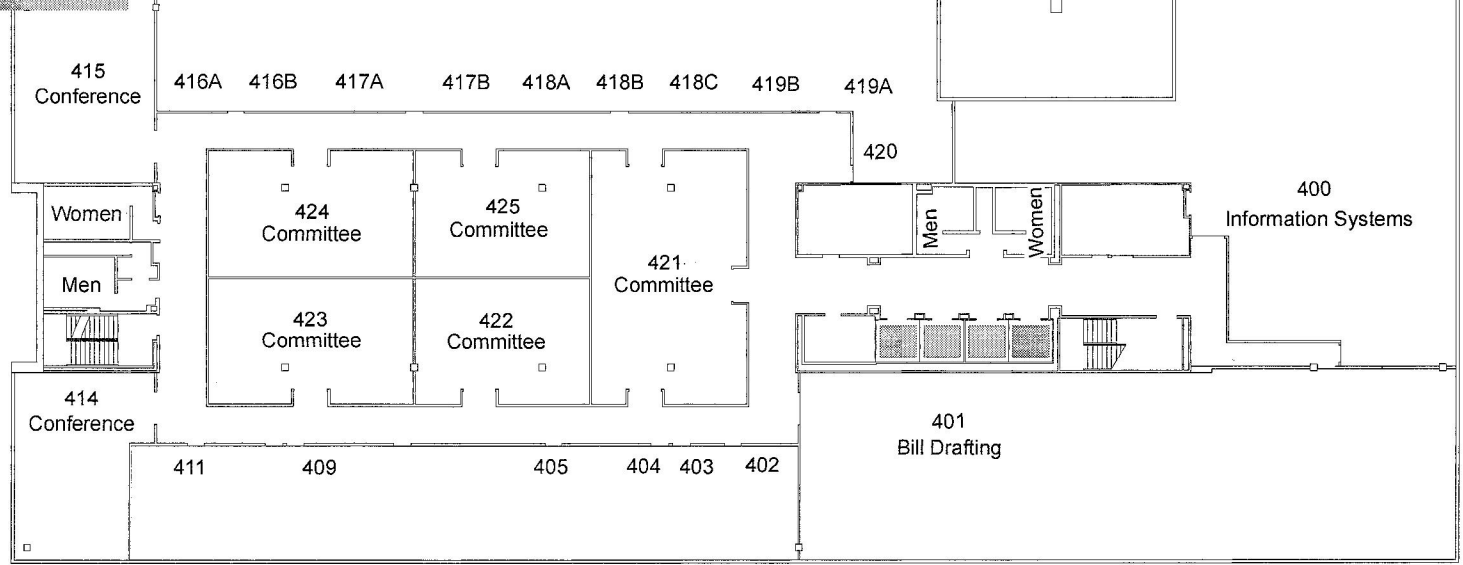 415
Conference
416A
416B
417A
417B
418A
418B
418C
419B
419A
420
Women
424
Committee
425
Committee
421
Committee
Men
Women
400
Information Systems
Men
423
Committee
422
Committee
414
Conference
401
Bill Drafting
411
409
405
404
403
402